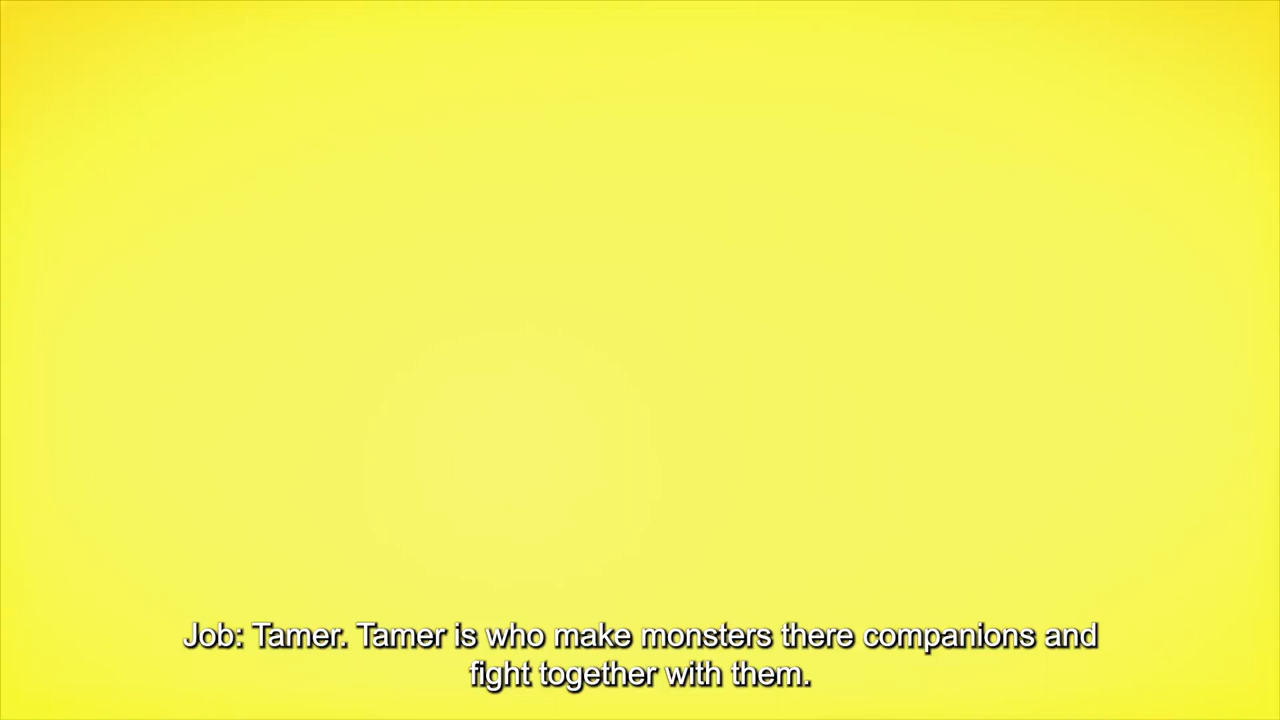 Job: Tamer. Tamer is who make monsters there companions and
fight together with them.